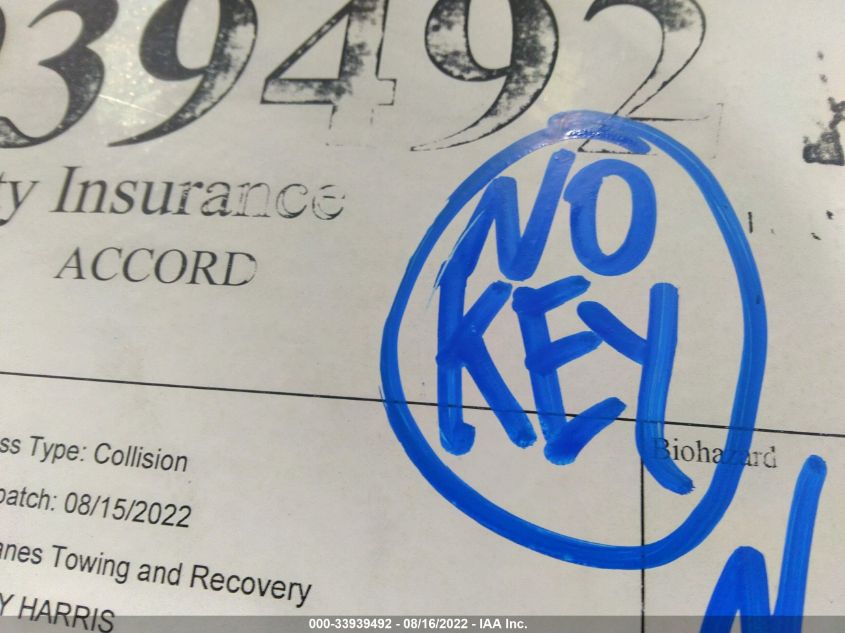 939492
ty Insurance
ACCORD
NO
KEY
ss Type: Collision
Biohazard
patch: 08/15/2022
N
anes Towing and Recovery
Y HARRIS
000-33939492 - 08/16/2022 - IAA Inc.